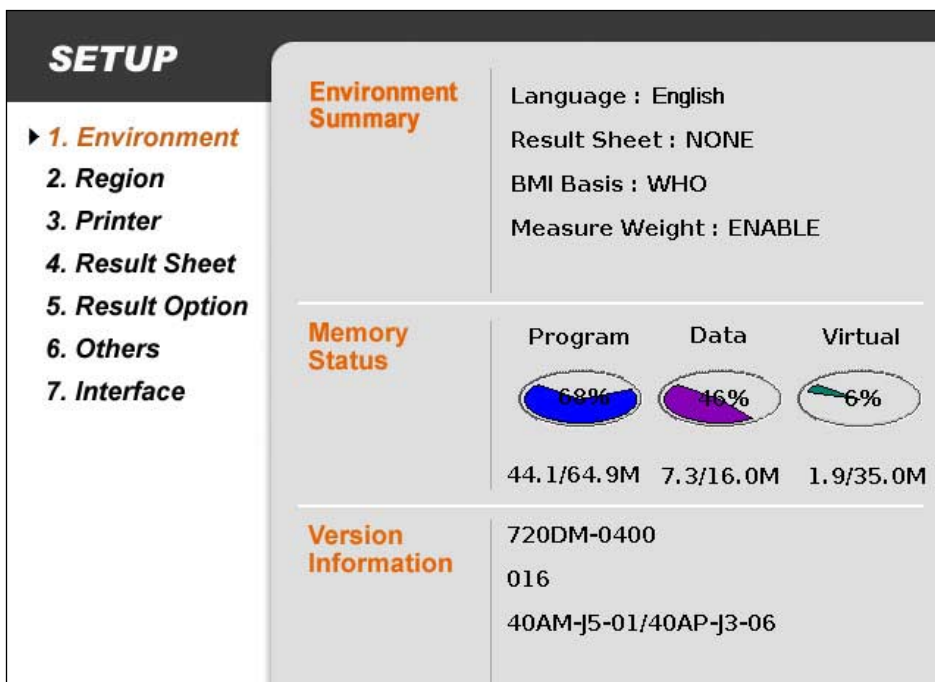 SETUP
1. Environment
2. Region
3. Printer
4. Result Sheet
5. Result Option
6. Others
7. Interface
Environment
Summary
Language : English
Result Sheet : NONE
BMI Basis : WHO
Measure Weight : ENABLE
Memory
Status
Program Data Virtual
68% 46% 6%
44.1/64.9M 7.3/16.0M 1.9/35.0M
Version
Information
720DM-0400
016
40AM-J5-01/40AP-J3-06